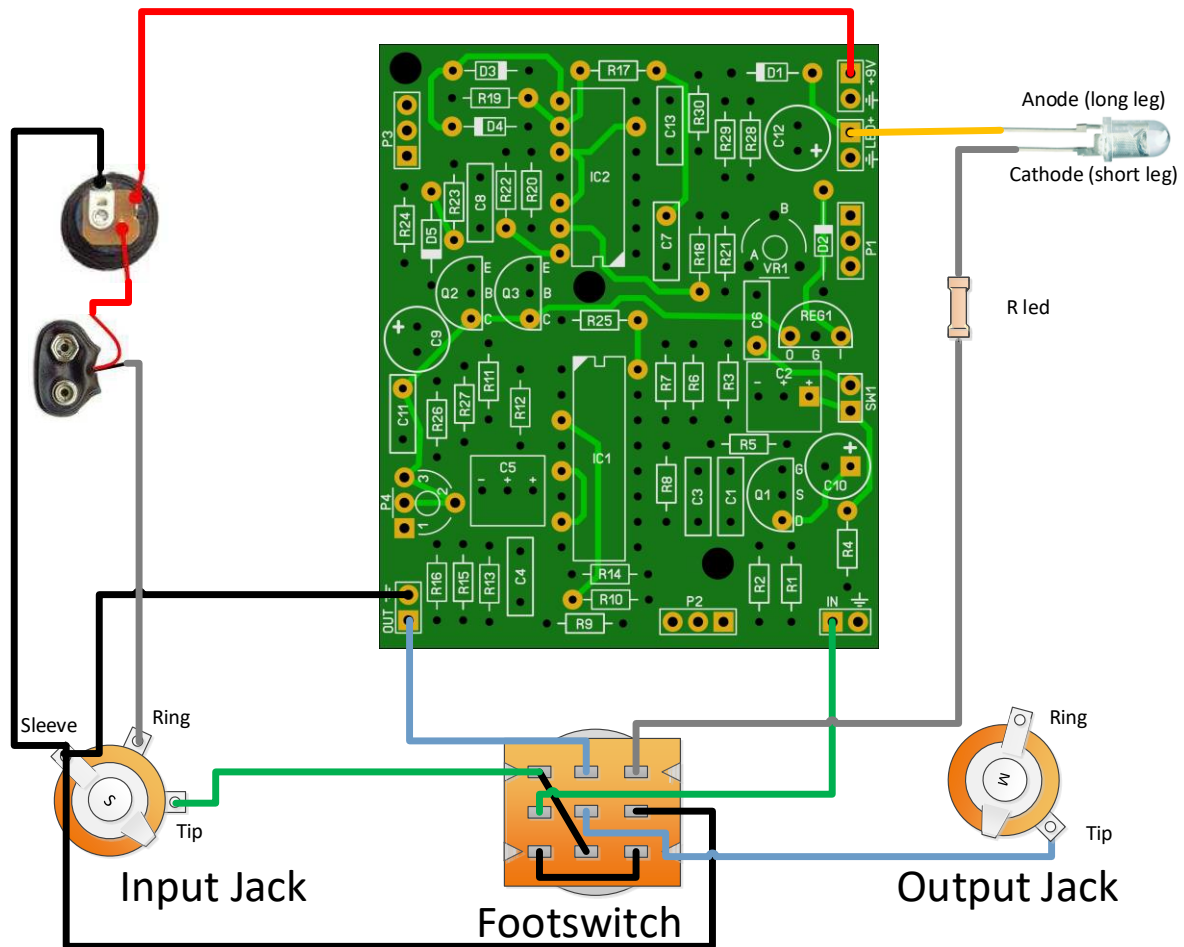 +9V
D3
R17
D1
R19
R30
C13
R29
R28
C12
+
LED+
Anode (long leg)
Cathode (short leg)
P3
D4
IC2
R24
D5
R23
C8
R22
R20
C7
R18
R21
B
A
VR1
D2
P1
Q2
E
B
C
Q3
E
B
C
+
C9
R25
C6
REG1
O G I
R led
C11
R26
R27
R11
R12
R7
R6
R3
C2
- + +
SW1
R5
IC1
C5
- + +
P4
3
2
1
R8
C3
C1
Q1
G
S
D
+
C10
R4
R16
R15
R13
C4
R14
R10
R9
P2
R2
R1
IN
OUT
Sleeve
Ring
S
Tip
Input Jack
Footswitch
Ring
M
Tip
Output Jack